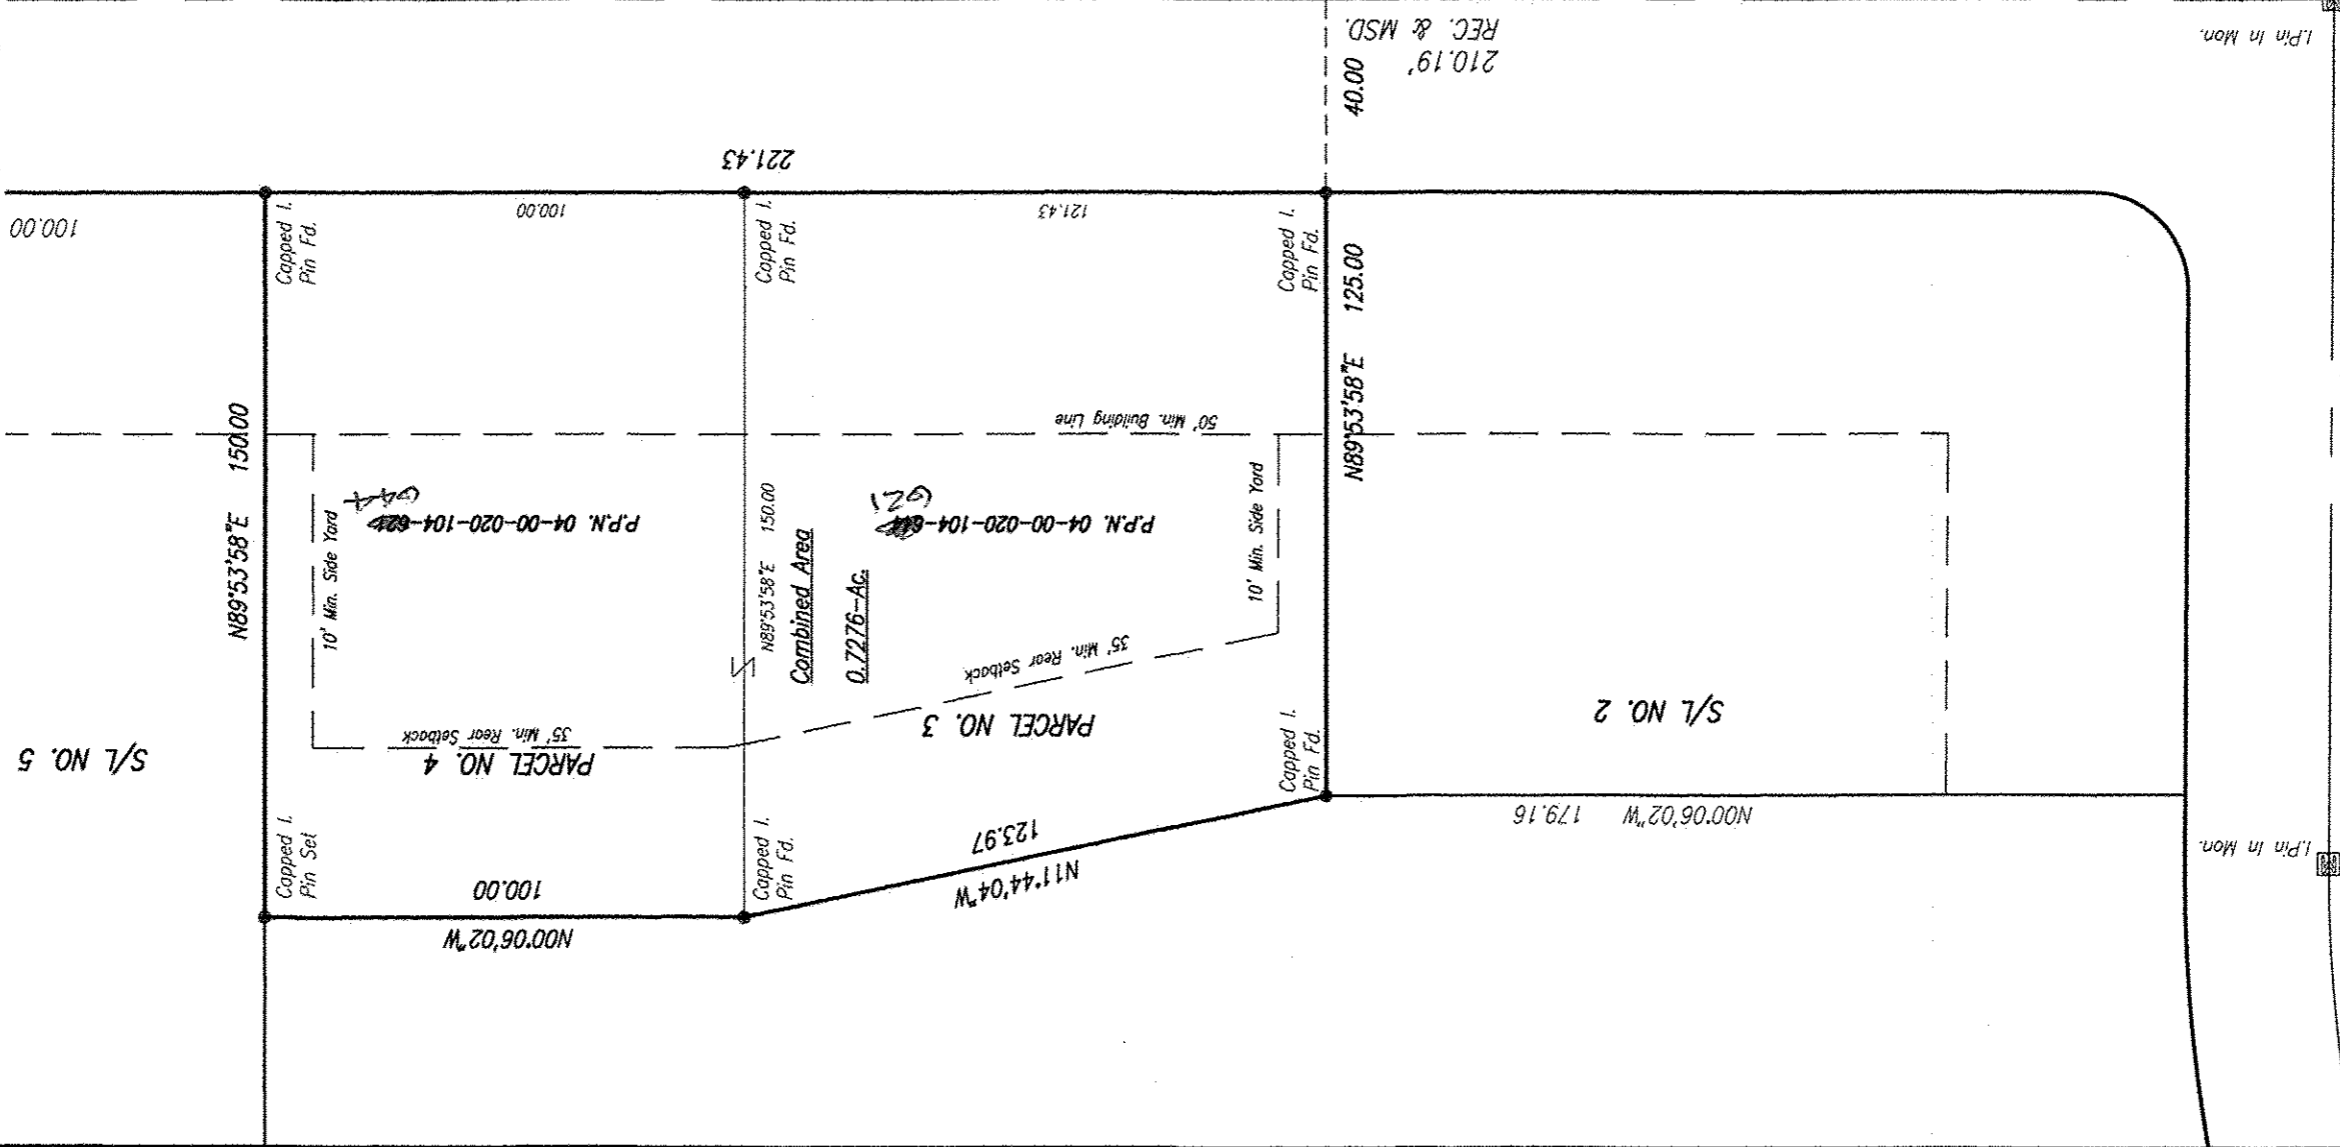 I.Pin In Mon.
210.19'
REC. & MSD.
40.00
221.43
100.00
100.00
121.43
Capped I.
Pin Fd.
Capped I.
Pin Fd.
Capped I.
Pin Fd.
N89°53'58"E 125.00
N89°53'58"E 150.00
50' Min. Building Line
10' Min. Side Yard
10' Min. Side Yard
P.P.N. 04-00-020-104-
644
P.P.N. 04-00-020-104-
621
N89°53'58"E 150.00
Combined Area
0.7276-Ac.
35' Min. Rear Setback
35' Min. Rear Setback
PARCEL NO. 3
PARCEL NO. 4
S/L NO. 2
S/L NO. 5
Capped I.
Pin Fd.
Capped I.
Pin Fd.
Capped I.
Pin Set
N00°06'02"W 179.16
I.Pin In Mon.
123.97
N11°44'04"W
100.00
N00°06'02"W